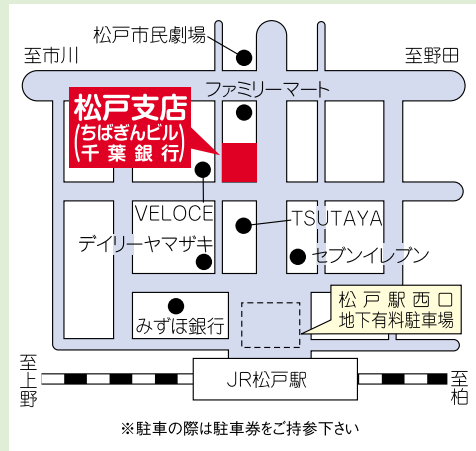 松戸市民劇場
至市川
至野田
ファミリーマート
松戸支店
(ちばぎんビル)
(千葉銀行)
VELOCE
TSUTAYA
デイリーヤマザキ
セブンイレブン
松戸駅西口
地下有料駐車場
みずほ銀行
至上野
JR松戸駅
至柏
※駐車の際は駐車券をご持参下さい